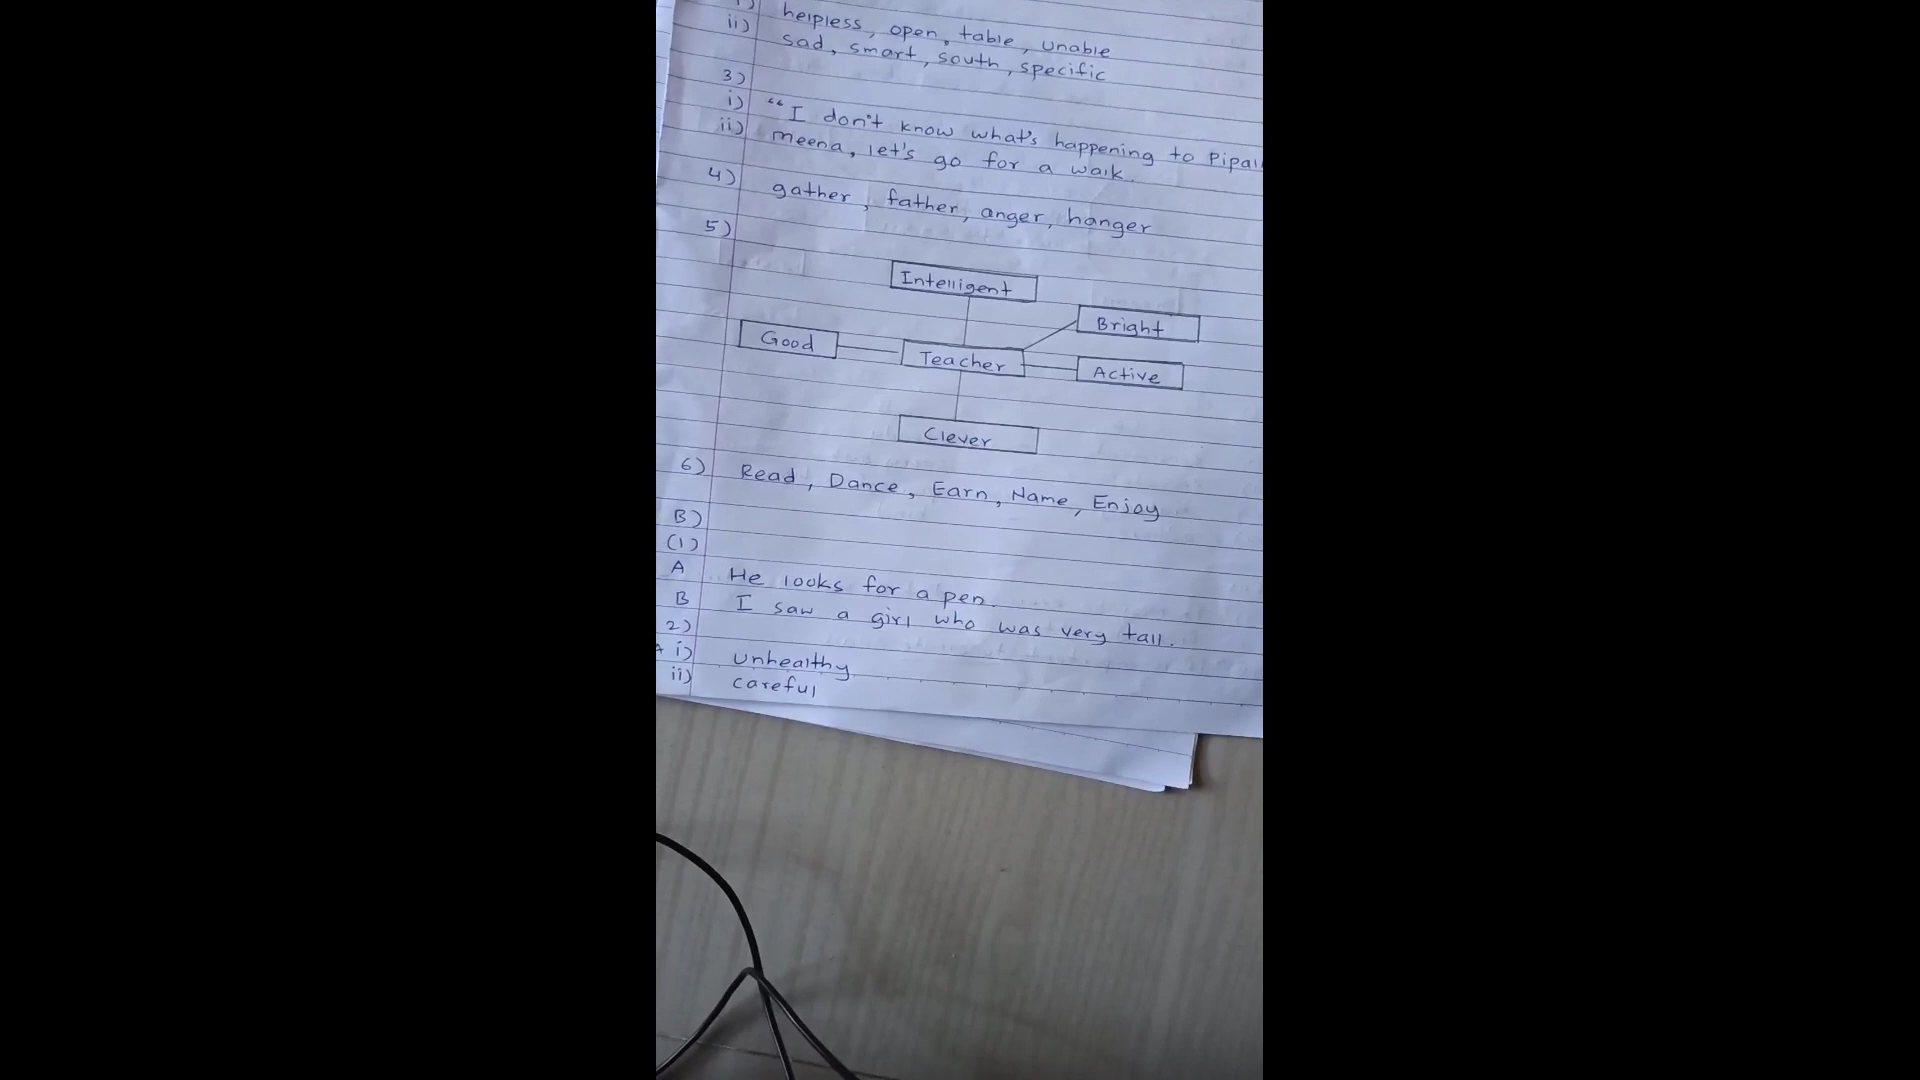 ii) helpless, open, table, unable
sad, smart, south, specific
3)
i) "I don't know what's happening to
ii) meena, let's go for a walk.
4) gather, father, anger, hanger
5)
Intelligent
Bright
Good
Teacher
Active
Clever
6) Read, Dance, Earn, Name, Enjoy
B)
(1)
A He looks for a pen.
B I saw a girl who was very tall.
2)
A i) unhealthy
ii) careful